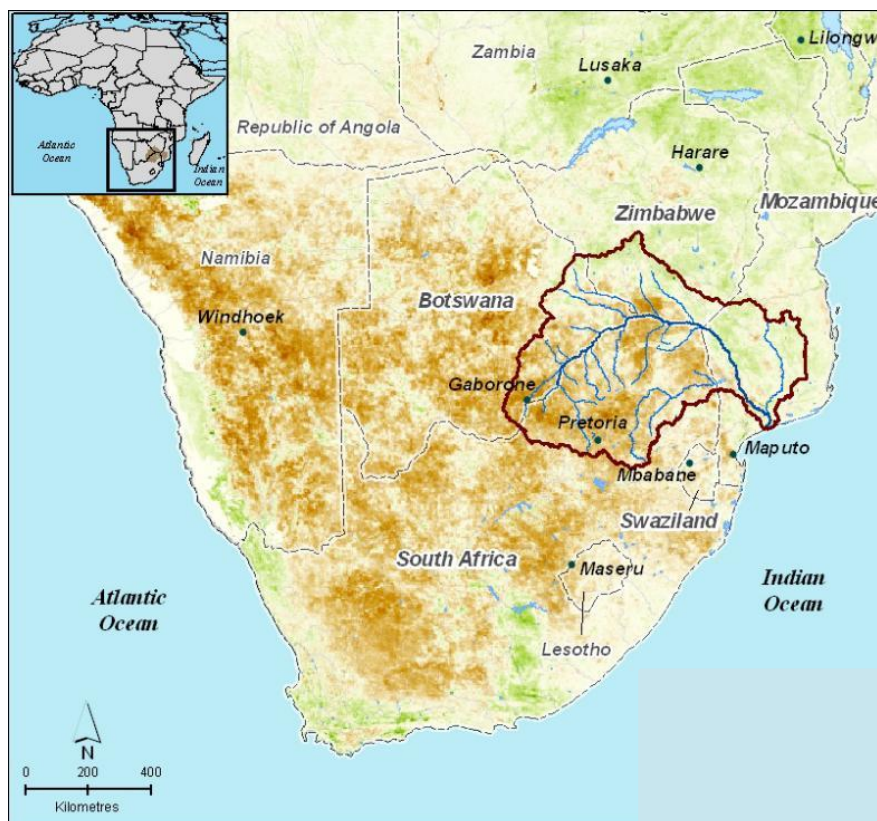 Atlantic
Ocean
Indian
Ocean
Zambia
Lusaka
Lilongw
Republic of Angola
Harare
Mozambique
Zimbabwe
Namibia
Botswana
Windhoek
Gaborone
Pretoria
Maputo
Mbabane
Swaziland
South Africa
Maseru
Indian
Ocean
Atlantic
Ocean
Lesotho
N
0 200 400
Kilometres